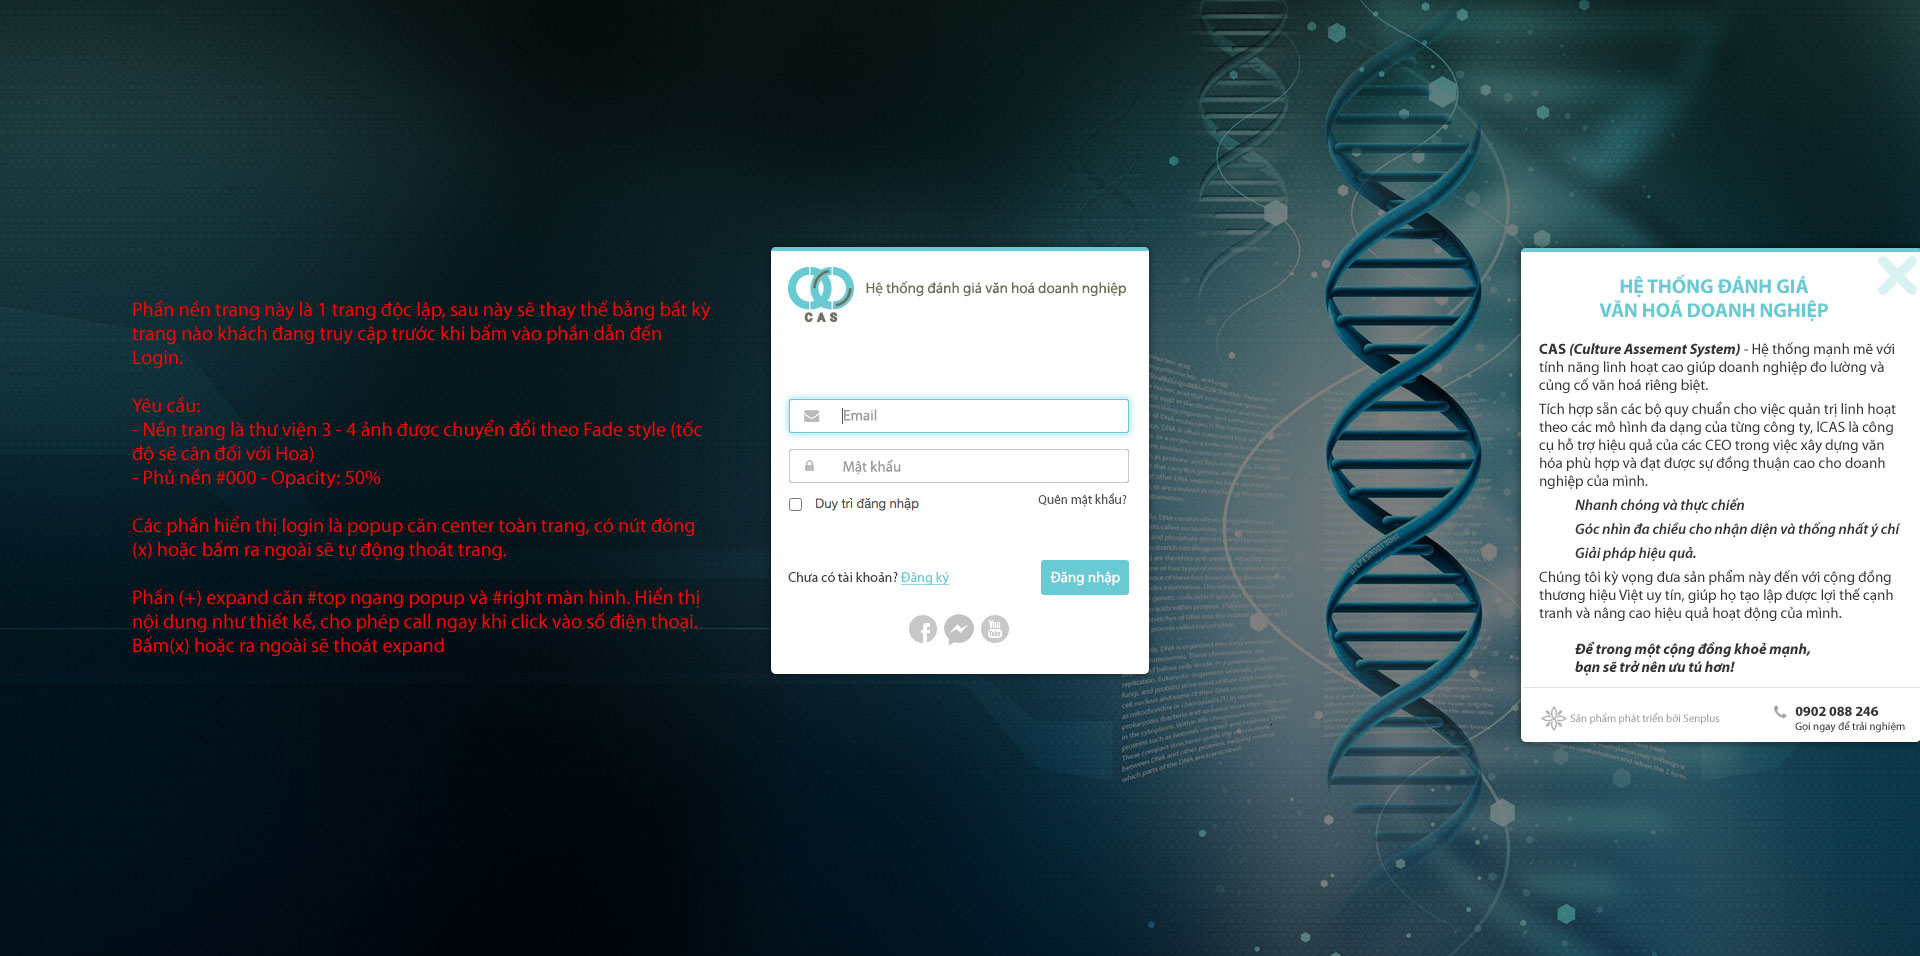 Phần nền trang này là 1 trang độc lập, sau này sẽ thay thế bằng bất kỳ
trang nào khách đang truy cập trước khi bấm vào phần dẫn đến
Login.
Yêu cầu:
- Nền trang là thư viện 3 - 4 ảnh được chuyển đổi theo Fade style (tốc
độ sẽ cân đối với Hoa)
- Phủ nền #000 - Opacity: 50%
Các phần hiển thị login là popup căn center toàn trang, có nút đóng
(x) hoặc bấm ra ngoài sẽ tự động thoát trang.
Phần (+) expand căn #top ngang popup và #right màn hình. Hiển thị
nội dung như thiết kế, cho phép call ngay khi click vào số điện thoại.
Bấm(x) hoặc ra ngoài sẽ thoát expand
CAS
Hệ thống đánh giá văn hoá doanh nghiệp
Email
Mật khẩu
Duy trì đăng nhập
Quên mật khẩu?
Chưa có tài khoản? Đăng ký
Đăng nhập
You
Tube
HỆ THỐNG ĐÁNH GIÁ
VĂN HOÁ DOANH NGHIỆP
CAS (Culture Assement System) - Hệ thống mạnh mẽ với
tính năng linh hoạt cao giúp doanh nghiệp đo lường và
củng cố văn hoá riêng biệt.
Tích hợp sẵn các bộ quy chuẩn cho việc quản trị linh hoạt
theo các mô hình đa dạng của từng công ty, ICAS là công
cụ hỗ trợ hiệu quả của các CEO trong việc xây dựng văn
hóa phù hợp và đạt được sự đồng thuận cao cho doanh
nghiệp của mình.
Nhanh chóng và thực chiến
Góc nhìn đa chiều cho nhận diện và thống nhất ý chí
Giải pháp hiệu quả.
Chúng tôi kỳ vọng đưa sản phẩm này đến với cộng đồng
thương hiệu Việt uy tín, giúp họ tạo lập được lợi thế cạnh
tranh và nâng cao hiệu quả hoạt động của mình.
Để trong một cộng đồng khoẻ mạnh,
bạn sẽ trở nên ưu tú hơn!
Sản phẩm phát triển bởi Senplus
0902 088 246
Gọi ngay để trải nghiệm